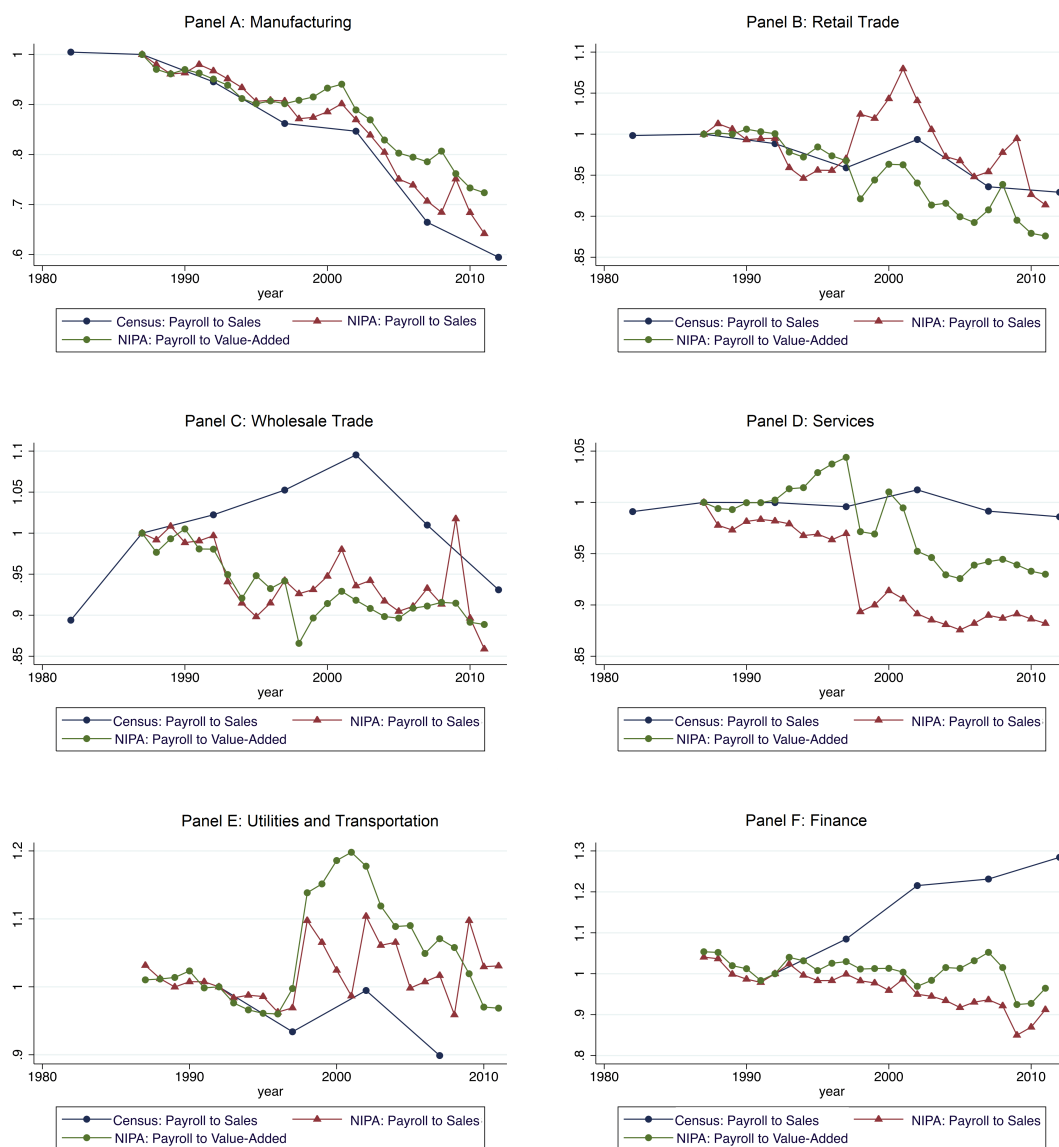 Panel A: Manufacturing
1
.9
.8
.7
.6
1980 1990 2000 2010
year
Census: Payroll to Sales NIPA: Payroll to Sales
NIPA: Payroll to Value-Added
Panel B: Retail Trade
1.1
1.05
1
.95
.9
.85
1980 1990 2000 2010
year
Census: Payroll to Sales NIPA: Payroll to Sales
NIPA: Payroll to Value-Added
Panel C: Wholesale Trade
1.1
1.05
1
.95
.9
.85
1980 1990 2000 2010
year
Census: Payroll to Sales NIPA: Payroll to Sales
NIPA: Payroll to Value-Added
Panel D: Services
1.05
1
.95
.9
.85
1980 1990 2000 2010
year
Census: Payroll to Sales NIPA: Payroll to Sales
NIPA: Payroll to Value-Added
Panel E: Utilities and Transportation
1.2
1.1
1
.9
1980 1990 2000 2010
year
Census: Payroll to Sales NIPA: Payroll to Sales
NIPA: Payroll to Value-Added
Panel F: Finance
1.3
1.2
1.1
1
.9
.8
1980 1990 2000 2010
year
Census: Payroll to Sales NIPA: Payroll to Sales
NIPA: Payroll to Value-Added